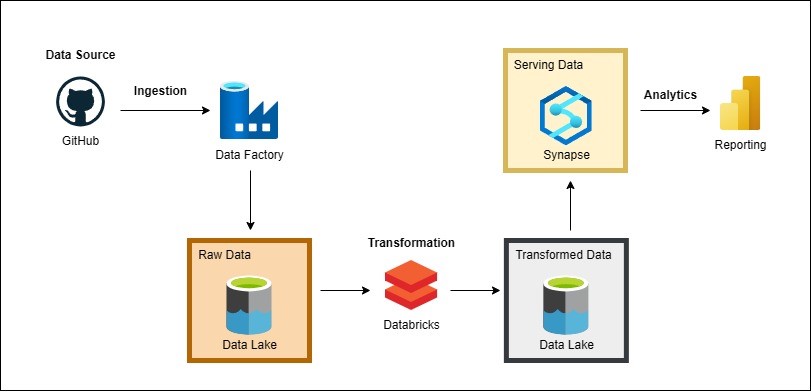 Data Source
GitHub
Ingestion
Data Factory
Raw Data
Data Lake
Transformation
Databricks
Transformed Data
Data Lake
Serving Data
Synapse
Analytics
Reporting